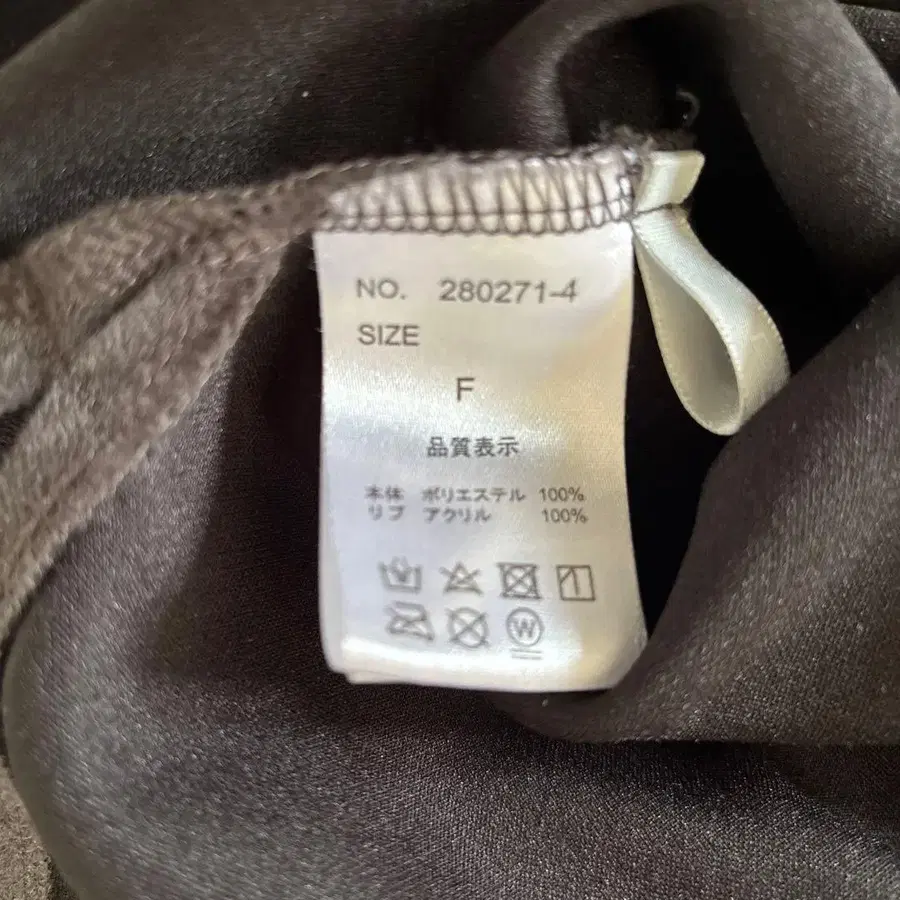 NO. 280271-4
SIZE
F
品質表示
本体 ポリエステル 100%
リブ アクリル 100%
W